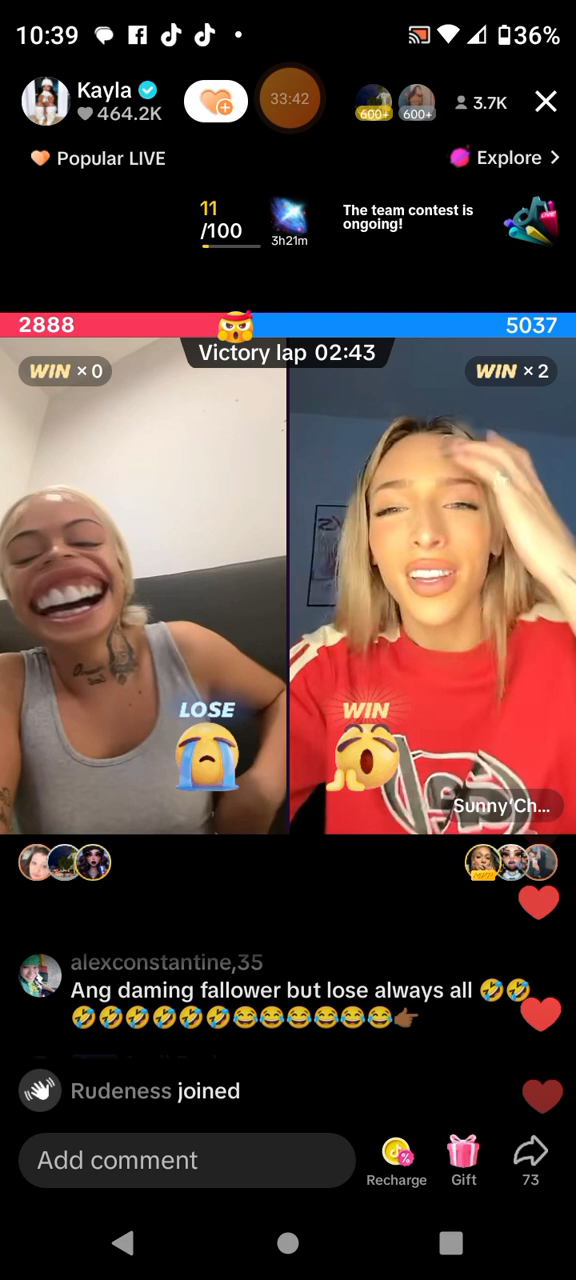 10:39
36%
Kayla
464.2K
33:42
600+
600+
3.7K
Popular LIVE
Explore >
11
/100
3h21m
The team contest is
ongoing!
2888
5037
Victory lap 02:43
WIN × 0
WIN × 2
LOSE
WIN
Sunny'Ch...
alexconstantine,35
Ang daming fallower but lose always all 🤣🤣
🤣🤣🤣🤣🤣🤣😂😂😂😂😂😂👉🏾
Rudeness joined
Add comment
Recharge
Gift
73